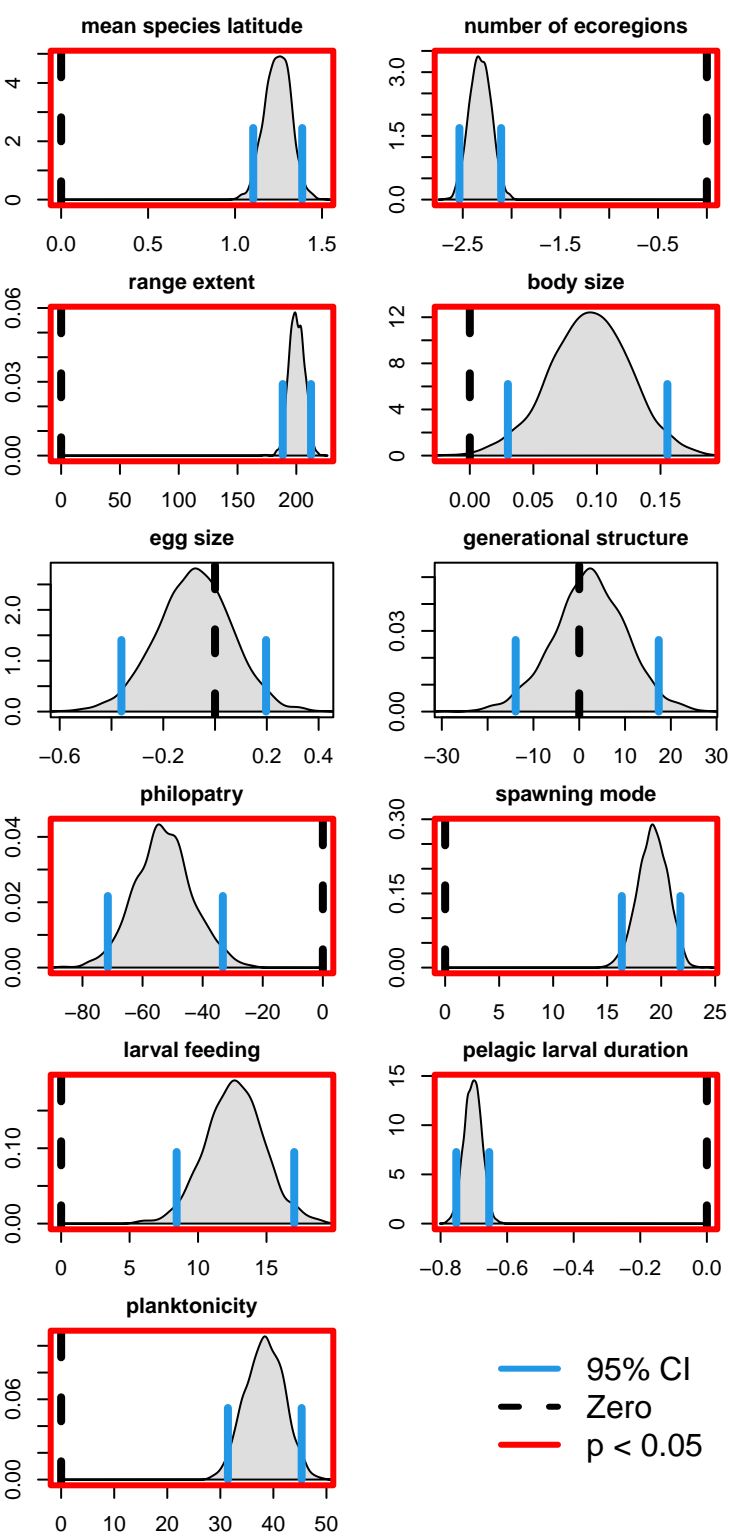 mean species latitude
0 2 4
0.0 0.5 1.0 1.5
number of ecoregions
0.0 1.5 3.0
−2.5 −1.5 −0.5
range extent
0.00 0.03 0.06
0 50 100 150 200
body size
0 4 8 12
0.00 0.05 0.10 0.15
egg size
0.0 1.0 2.0
−0.6 −0.2 0.2 0.4
generational structure
0.00 0.03
−30 −10 0 10 20 30
philopatry
0.00 0.02 0.04
−80 −60 −40 −20 0
spawning mode
0.00 0.15 0.30
0 5 10 15 20 25
larval feeding
0.00 0.10
0 5 10 15
pelagic larval duration
0 5 10 15
−0.8 −0.6 −0.4 −0.2 0.0
planktonicity
0.00 0.06
0 10 20 30 40 50
95% CI
Zero
p < 0.05